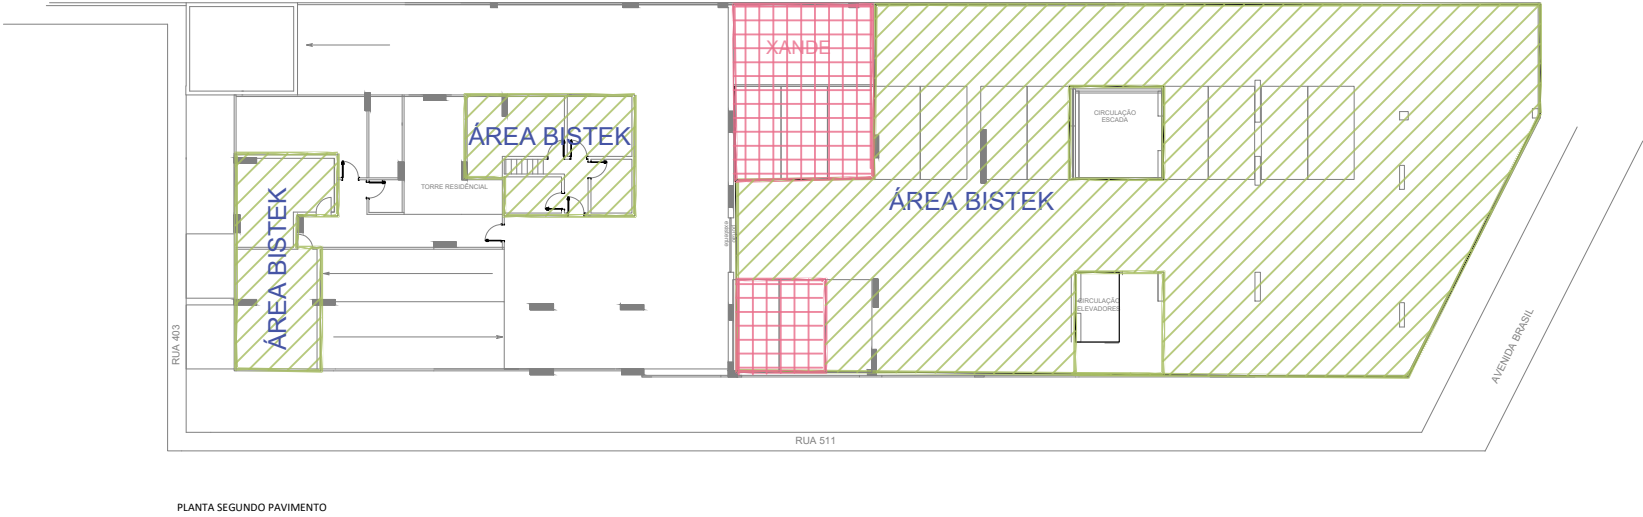 XANDE
CIRCULAÇÃO
ESCADA
ÁREA BISTEK
TORRE RESIDÊNCIAL
ÁREA BISTEK
ÁREA BISTEK
CIRCULAÇÃO
ELEVADORES
RUA 403
AVENIDA BRASIL
RUA 511
PLANTA SEGUNDO PAVIMENTO